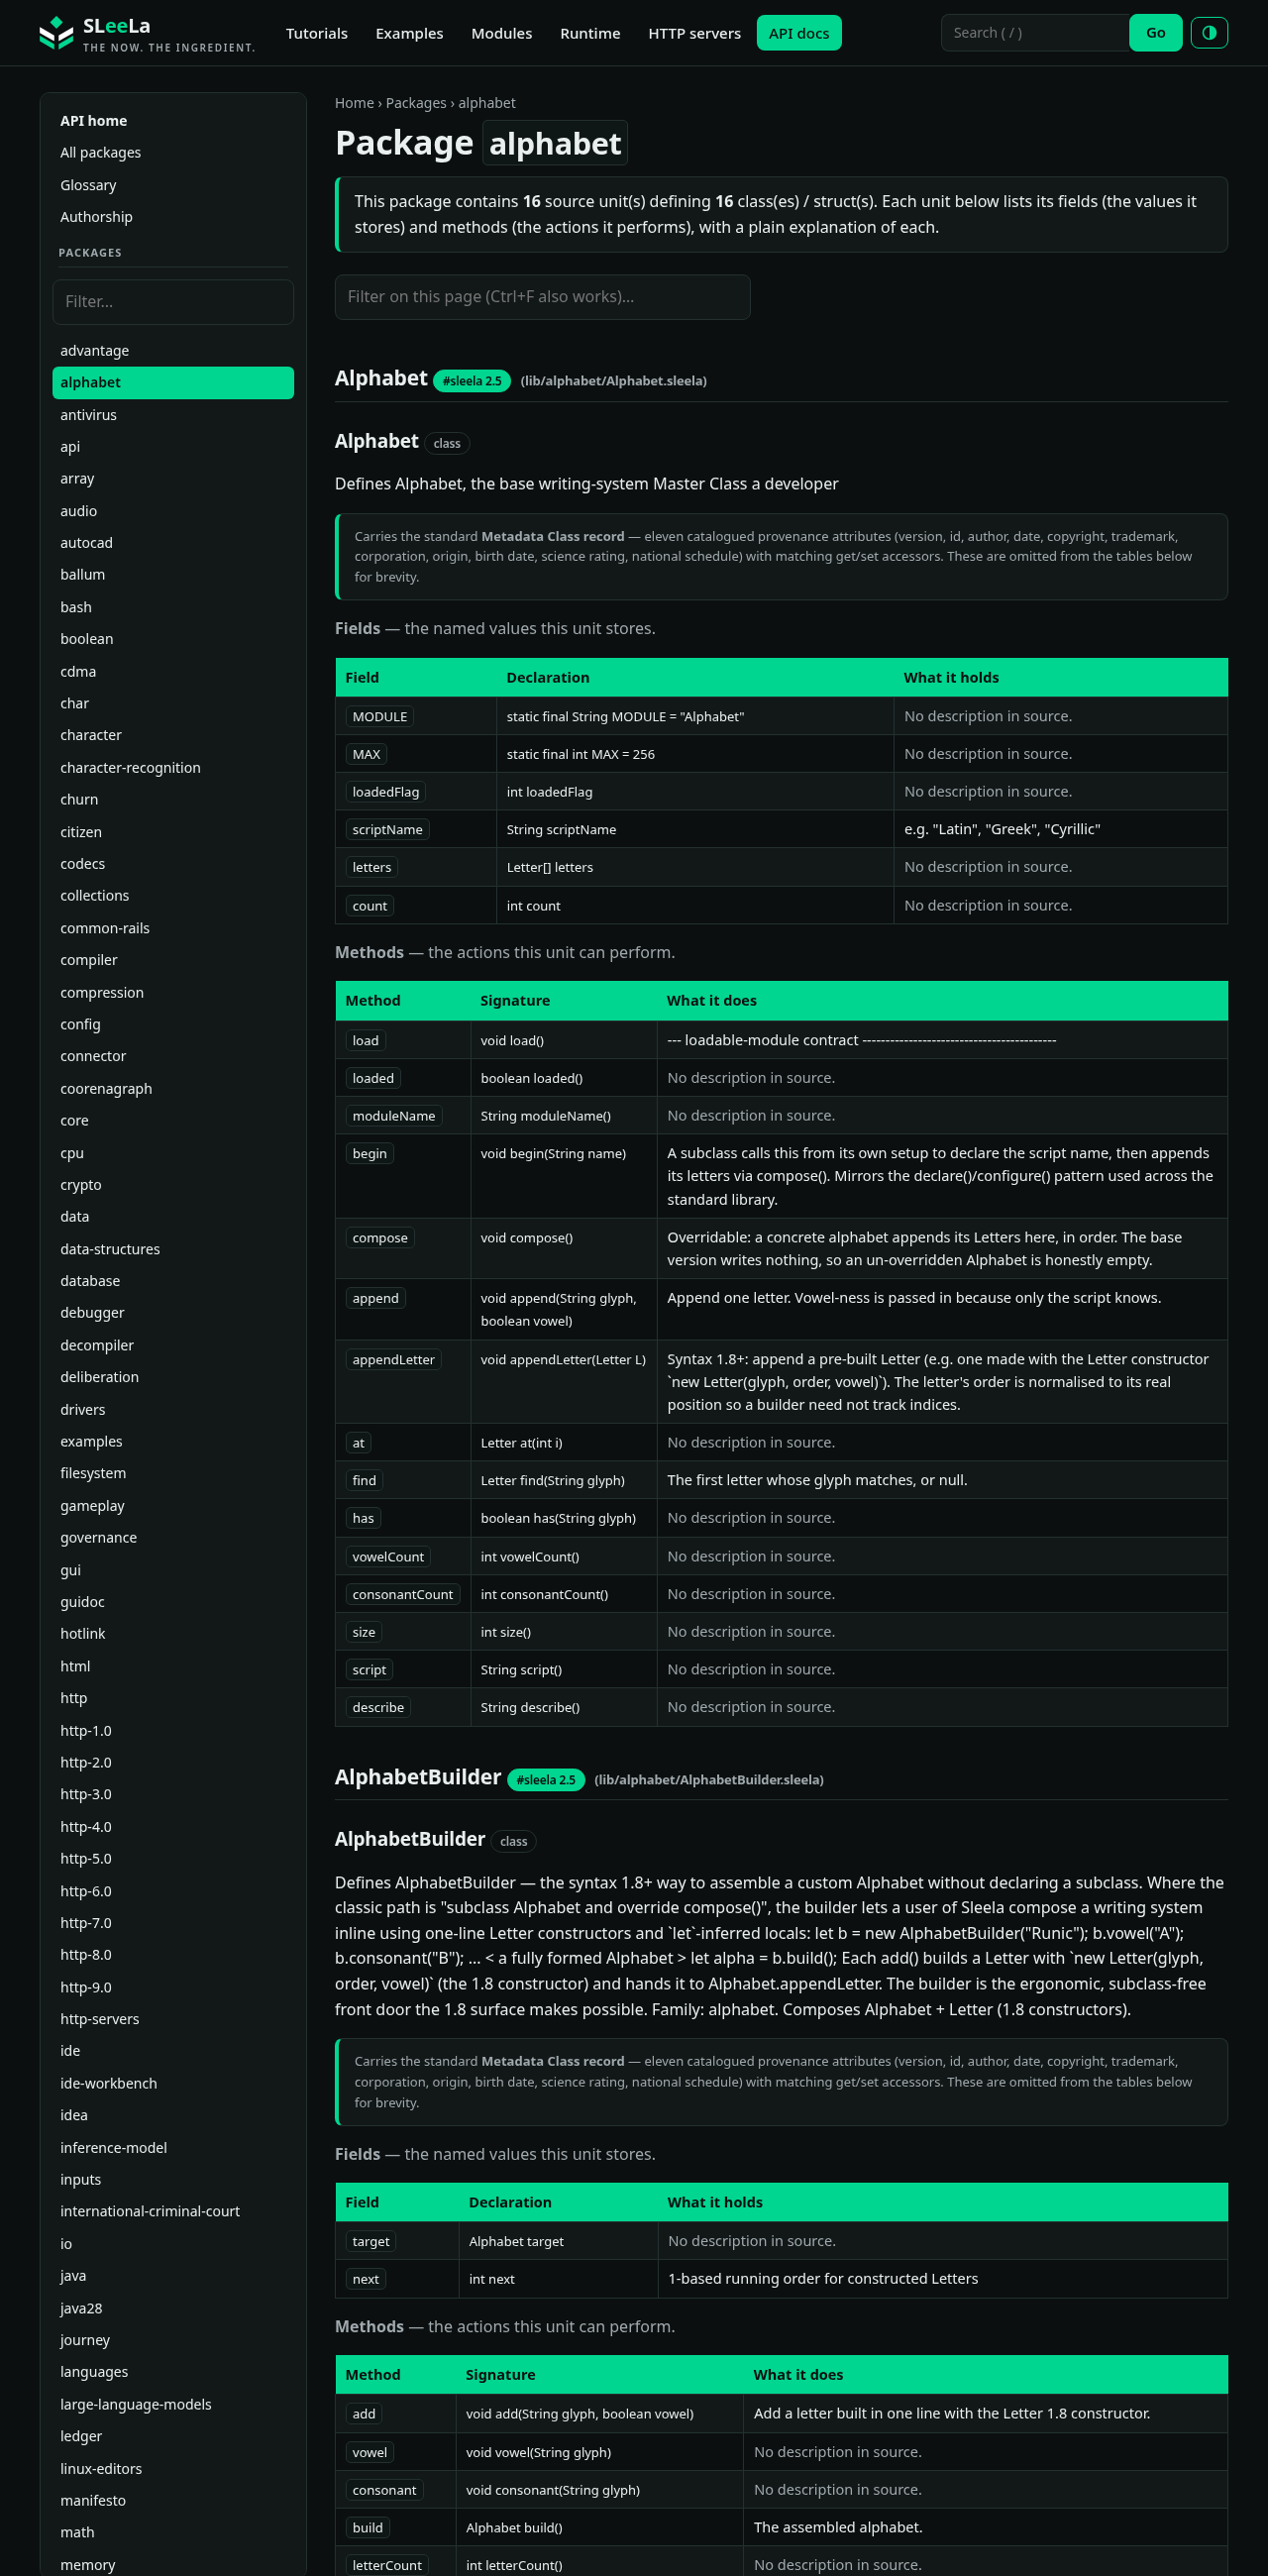 SLeeLa
THE NOW. THE INGREDIENT.
Tutorials
Examples
Modules
Runtime
HTTP servers
API docs
Search ( / )
Go
API home
All packages
Glossary
Authorship
PACKAGES
Filter...
advantage
alphabet
antivirus
api
array
audio
autocad
ballum
bash
boolean
cdma
char
character
character-recognition
churn
citizen
codecs
collections
common-rails
compiler
compression
config
connector
coorenagraph
core
cpu
crypto
data
data-structures
database
debugger
decompiler
deliberation
drivers
examples
filesystem
gameplay
governance
gui
guidoc
hotlink
html
http
http-1.0
http-2.0
http-3.0
http-4.0
http-5.0
http-6.0
http-7.0
http-8.0
http-9.0
http-servers
ide
ide-workbench
idea
inference-model
inputs
international-criminal-court
io
java
java28
journey
languages
large-language-models
ledger
linux-editors
manifesto
math
memory
Home › Packages › alphabet
Package alphabet
This package contains 16 source unit(s) defining 16 class(es) / struct(s). Each unit below lists its fields (the values it
stores) and methods (the actions it performs), with a plain explanation of each.
Filter on this page (Ctrl+F also works)...
Alphabet #sleela 2.5 (lib/alphabet/Alphabet.sleela)
Alphabet class
Defines Alphabet, the base writing-system Master Class a developer
Carries the standard Metadata Class record — eleven catalogued provenance attributes (version, id, author, date, copyright, trademark,
corporation, origin, birth date, science rating, national schedule) with matching get/set accessors. These are omitted from the tables below
for brevity.
Fields — the named values this unit stores.
Field Declaration What it holds
MODULE static final String MODULE = "Alphabet" No description in source.
MAX static final int MAX = 256 No description in source.
loadedFlag int loadedFlag No description in source.
scriptName String scriptName e.g. "Latin", "Greek", "Cyrillic"
letters Letter[] letters No description in source.
count int count No description in source.
Methods — the actions this unit can perform.
Method Signature What it does
load void load() --- loadable-module contract ------------------------------------------
loaded boolean loaded() No description in source.
moduleName String moduleName() No description in source.
begin void begin(String name) A subclass calls this from its own setup to declare the script name, then appends
its letters via compose(). Mirrors the declare()/configure() pattern used across the
standard library.
compose void compose() Overridable: a concrete alphabet appends its Letters here, in order. The base
version writes nothing, so an un-overridden Alphabet is honestly empty.
append void append(String glyph, Append one letter. Vowel-ness is passed in because only the script knows.
boolean vowel)
appendLetter void appendLetter(Letter L) Syntax 1.8+: append a pre-built Letter (e.g. one made with the Letter constructor
`new Letter(glyph, order, vowel)`). The letter's order is normalised to its real
position so a builder need not track indices.
at Letter at(int i) No description in source.
find Letter find(String glyph) The first letter whose glyph matches, or null.
has boolean has(String glyph) No description in source.
vowelCount int vowelCount() No description in source.
consonantCount int consonantCount() No description in source.
size int size() No description in source.
script String script() No description in source.
describe String describe() No description in source.
AlphabetBuilder #sleela 2.5 (lib/alphabet/AlphabetBuilder.sleela)
AlphabetBuilder class
Defines AlphabetBuilder — the syntax 1.8+ way to assemble a custom Alphabet without declaring a subclass. Where the
classic path is "subclass Alphabet and override compose()", the builder lets a user of Sleela compose a writing system
inline using one-line Letter constructors and `let`-inferred locals: let b = new AlphabetBuilder("Runic"); b.vowel("A");
b.consonant("B"); ... < a fully formed Alphabet > let alpha = b.build(); Each add() builds a Letter with `new Letter(glyph,
order, vowel)` (the 1.8 constructor) and hands it to Alphabet.appendLetter. The builder is the ergonomic, subclass-free
front door the 1.8 surface makes possible. Family: alphabet. Composes Alphabet + Letter (1.8 constructors).
Carries the standard Metadata Class record — eleven catalogued provenance attributes (version, id, author, date, copyright, trademark,
corporation, origin, birth date, science rating, national schedule) with matching get/set accessors. These are omitted from the tables below
for brevity.
Fields — the named values this unit stores.
Field Declaration What it holds
target Alphabet target No description in source.
next int next 1-based running order for constructed Letters
Methods — the actions this unit can perform.
Method Signature What it does
add void add(String glyph, boolean vowel) Add a letter built in one line with the Letter 1.8 constructor.
vowel void vowel(String glyph) No description in source.
consonant void consonant(String glyph) No description in source.
build Alphabet build() The assembled alphabet.
letterCount int letterCount() No description in source.